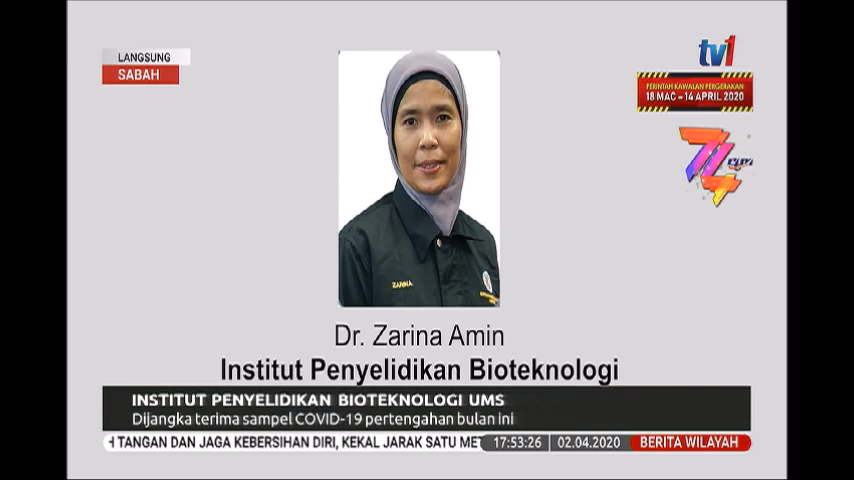 LANGSUNG
SABAH
tv1
PERINTAH KAWALAN PERGERAKAN
18 MAC – 14 APRIL 2020
74
ZARINA
Dr. Zarina Amin
Institut Penyelidikan Bioteknologi
INSTITUT PENYELIDIKAN BIOTEKNOLOGI UMS
Dijangka terima sampel COVID-19 pertengahan bulan ini
TANGAN DAN JAGA KEBERSIHAN DIRI, KEKAL JARAK SATU
17:53:26
02.04.2020
BERITA WILAYAH